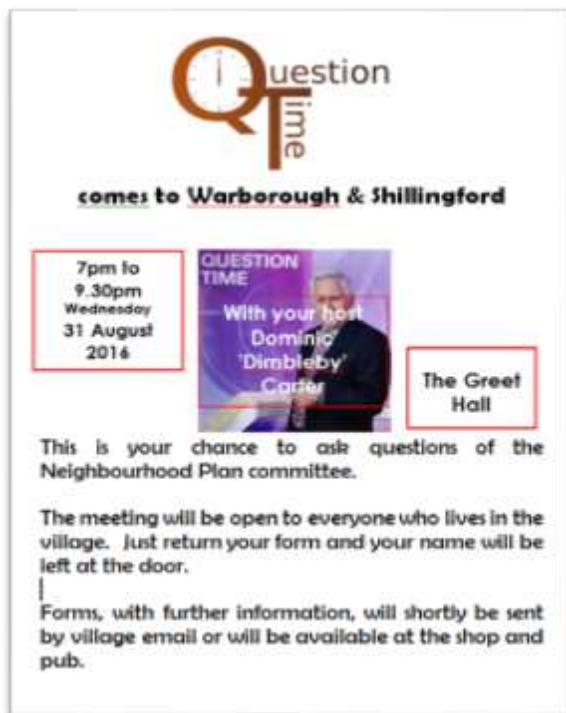 Question
Time
comes to Warborough & Shillingford
7pm to
9.30pm
Wednesday
31 August
2016
QUESTION
TIME
With your host
Dominic
'Dimbleby'
Carter
The Greet
Hall
This is your chance to ask questions of the
Neighbourhood Plan committee.
The meeting will be open to everyone who lives in the
village. Just return your form and your name will be
left at the door.
Forms, with further information, will shortly be sent
by village email or will be available at the shop and
pub.